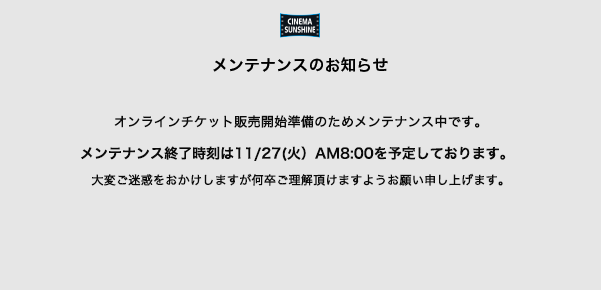 CINEMA
SUNSHINE
メンテナンスのお知らせ
オンラインチケット販売開始準備のためメンテナンス中です。
メンテナンス終了時刻は11/27(火）AM8:00を予定しております。
大変ご迷惑をおかけしますが何卒ご理解頂けますようお願い申し上げます。